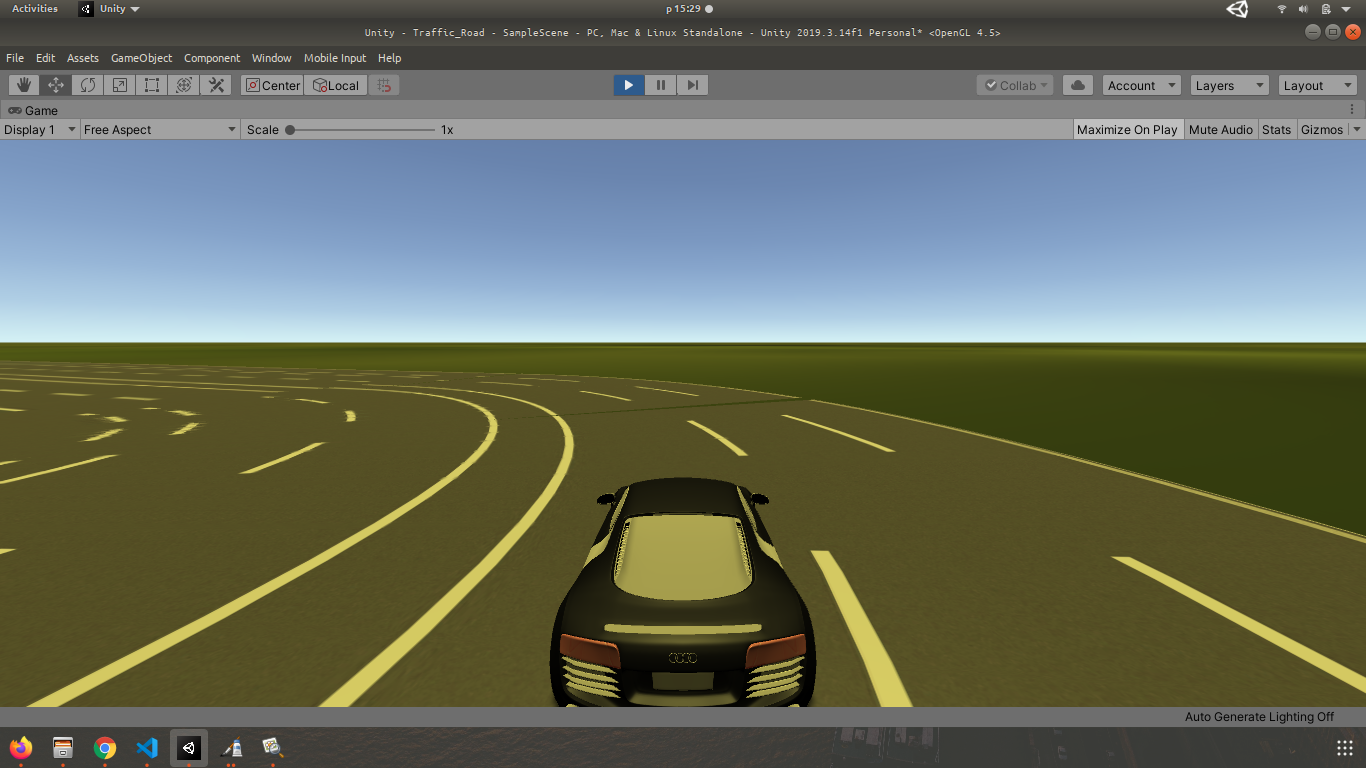 Activities Unity p 15:29
Unity - Traffic_Road - SampleScene - PC, Mac & Linux Standalone - Unity 2019.3.14f1 Personal* <OpenGL 4.5>
File Edit Assets GameObject Component Window Mobile Input Help
Center Local Collab Account Layers Layout
Game
Display 1 Free Aspect Scale 1x Maximize On Play Mute Audio Stats Gizmos
Auto Generate Lighting Off